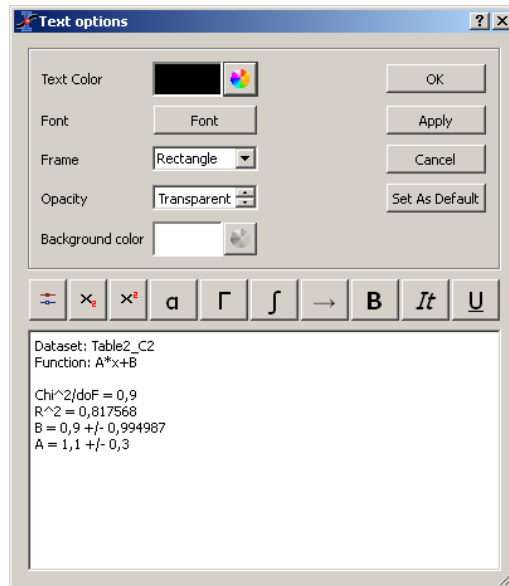 Text options
Text Color
OK
Font
Font
Apply
Frame
Rectangle
Cancel
Opacity
Transparent
Set As Default
Background color
x₂ x² α Γ ∫ → B It U
Dataset: Table2_C2
Function: A*x+B
Chi^2/doF = 0,9
R^2 = 0,817568
B = 0,9 +/- 0,994987
A = 1,1 +/- 0,3